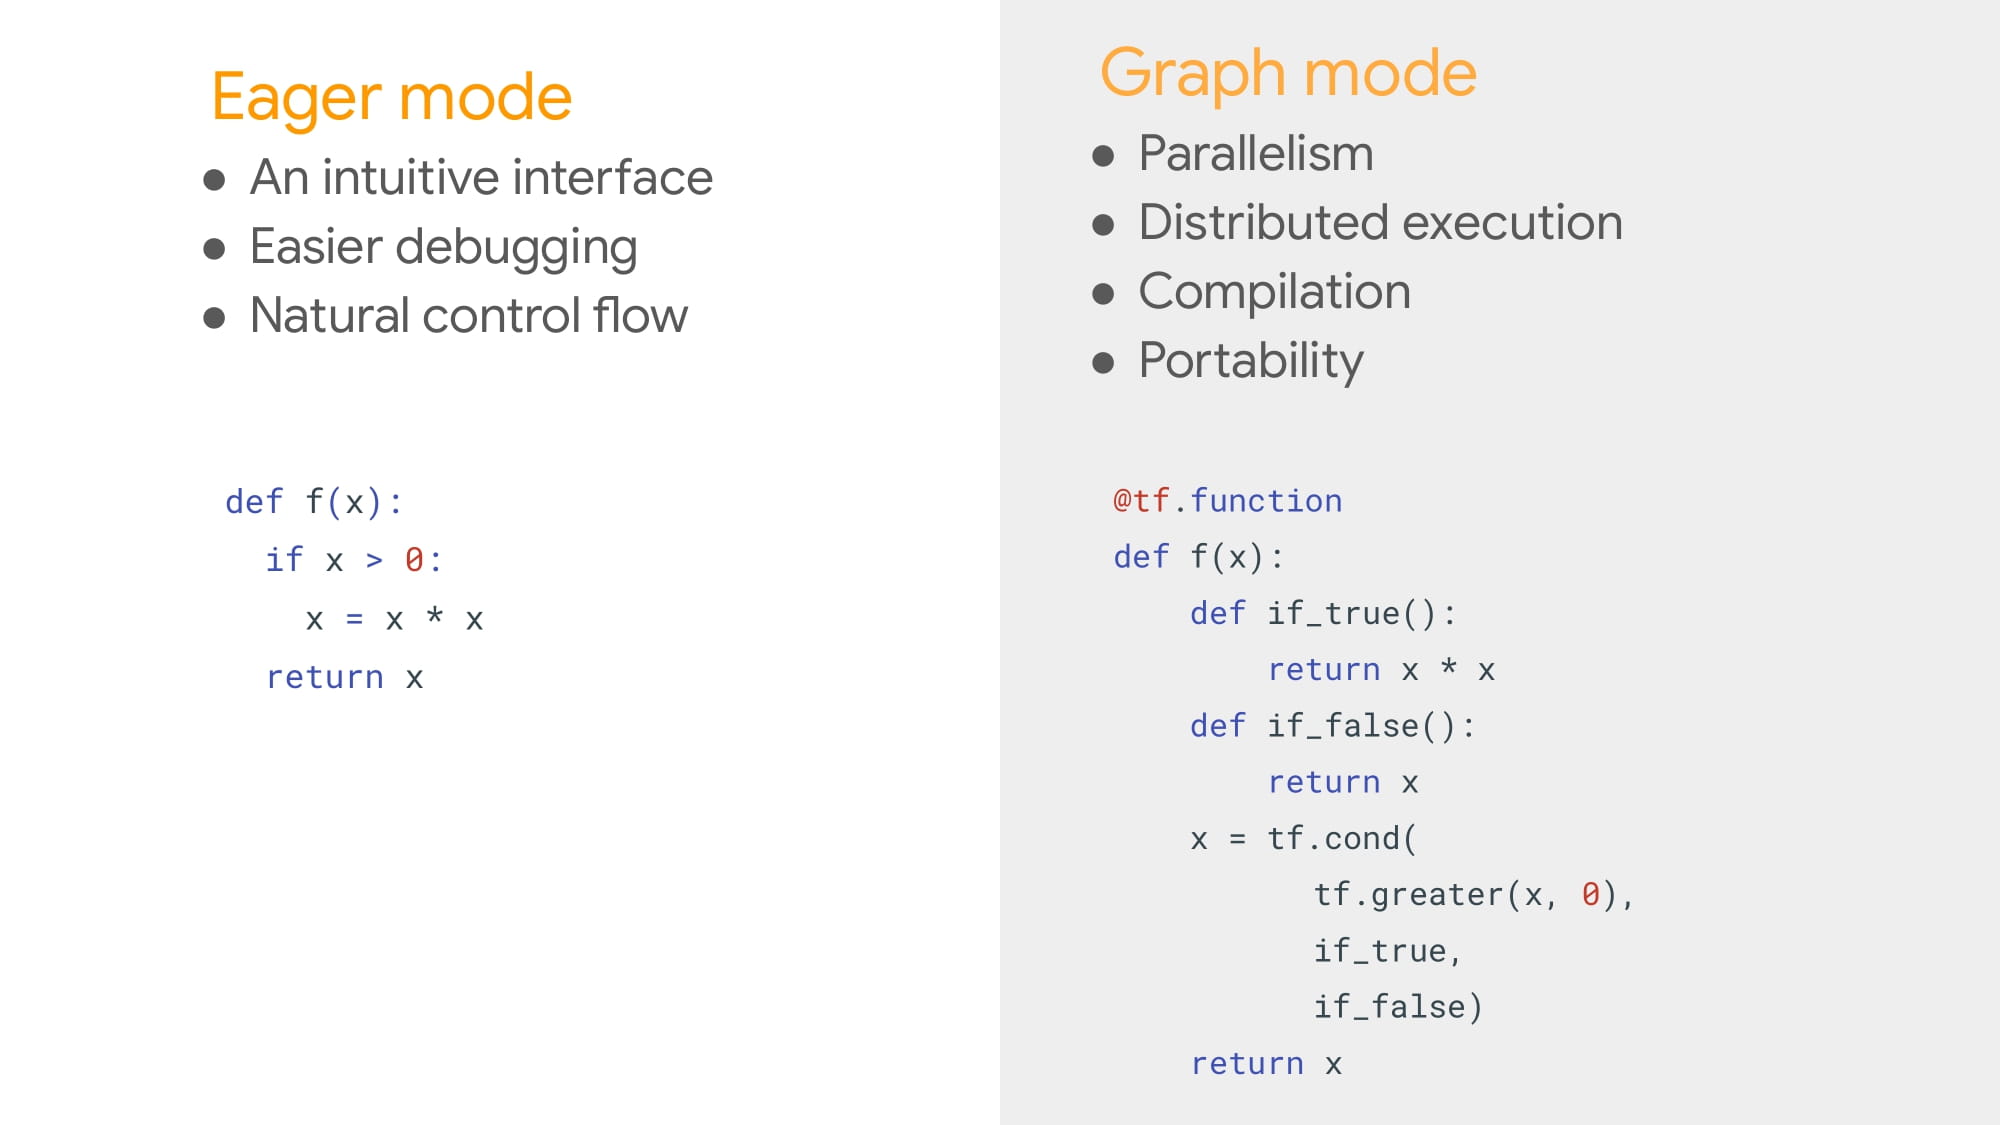 Eager mode
● An intuitive interface
● Easier debugging
● Natural control flow
def f(x):
  if x > 0:
    x = x * x
  return x
Graph mode
● Parallelism
● Distributed execution
● Compilation
● Portability
@tf.function
def f(x):
    def if_true():
        return x * x
    def if_false():
        return x
    x = tf.cond(
          tf.greater(x, 0),
          if_true,
          if_false)
    return x